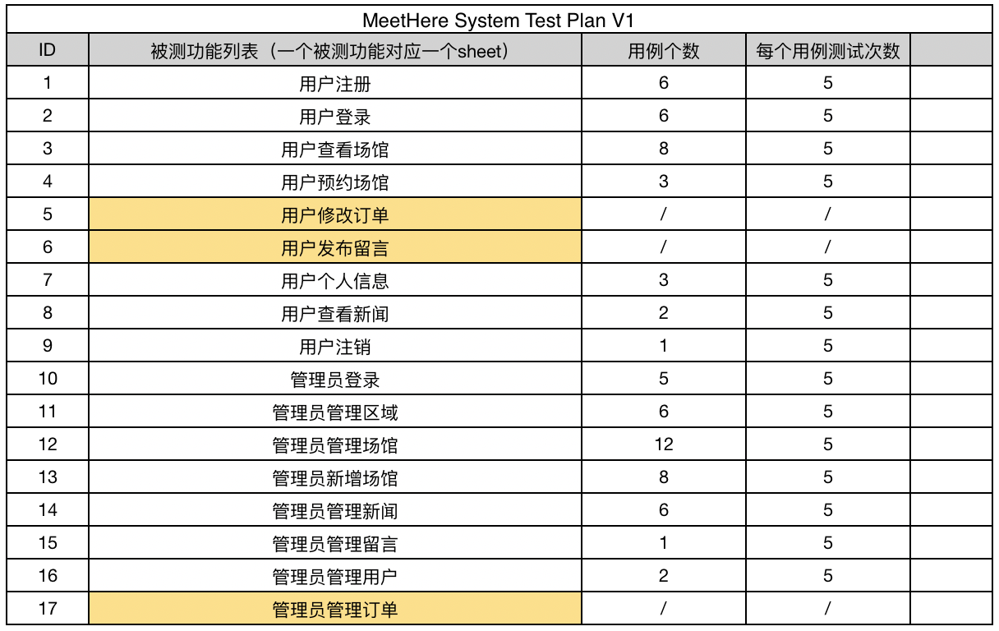 MeetHere System Test Plan V1
ID 被测功能列表（一个被测功能对应一个sheet） 用例个数 每个用例测试次数
1 用户注册 6 5
2 用户登录 6 5
3 用户查看场馆 8 5
4 用户预约场馆 3 5
5 用户修改订单 / /
6 用户发布留言 / /
7 用户个人信息 3 5
8 用户查看新闻 2 5
9 用户注销 1 5
10 管理员登录 5 5
11 管理员管理区域 6 5
12 管理员管理场馆 12 5
13 管理员新增场馆 8 5
14 管理员管理新闻 6 5
15 管理员管理留言 1 5
16 管理员管理用户 2 5
17 管理员管理订单 / /